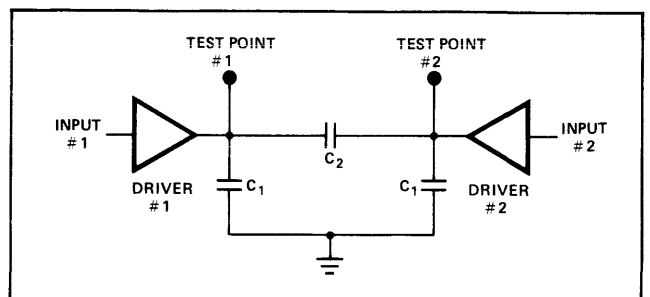 TEST POINT
#1
TEST POINT
#2
INPUT
#1
INPUT
#2
C2
C1
C1
DRIVER
#1
DRIVER
#2